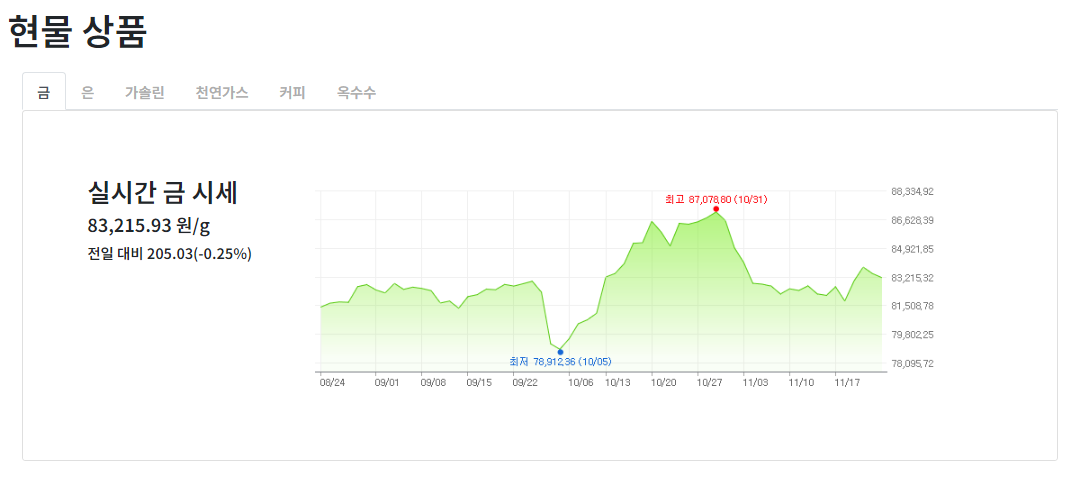 현물 상품
금 은 가솔린 천연가스 커피 옥수수
실시간 금 시세
83,215.93 원/g
전일 대비 205.03(-0.25%)
최고 87,078.80 (10/31)
최저 78,912.36 (10/05)
88,334.92
86,628.39
84,921.85
83,215.32
81,508.78
79,802.25
78,095.72
08/24 09/01 09/08 09/15 09/22 10/06 10/13 10/20 10/27 11/03 11/10 11/17